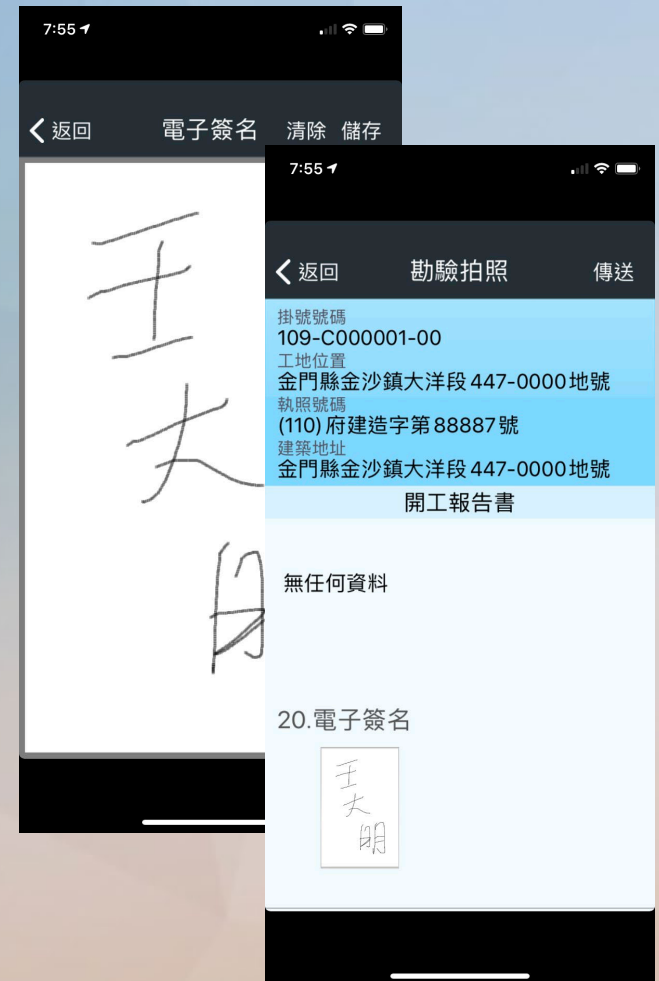 7:55
返回 電子簽名 清除 儲存
王
大
明
7:55
返回 勘驗拍照 傳送
掛號號碼
109-C000001-00
工地位置
金門縣金沙鎮大洋段447-0000地號
執照號碼
(110)府建造字第88887號
建築地址
金門縣金沙鎮大洋段447-0000地號
開工報告書
無任何資料
20.電子簽名
王
大
明